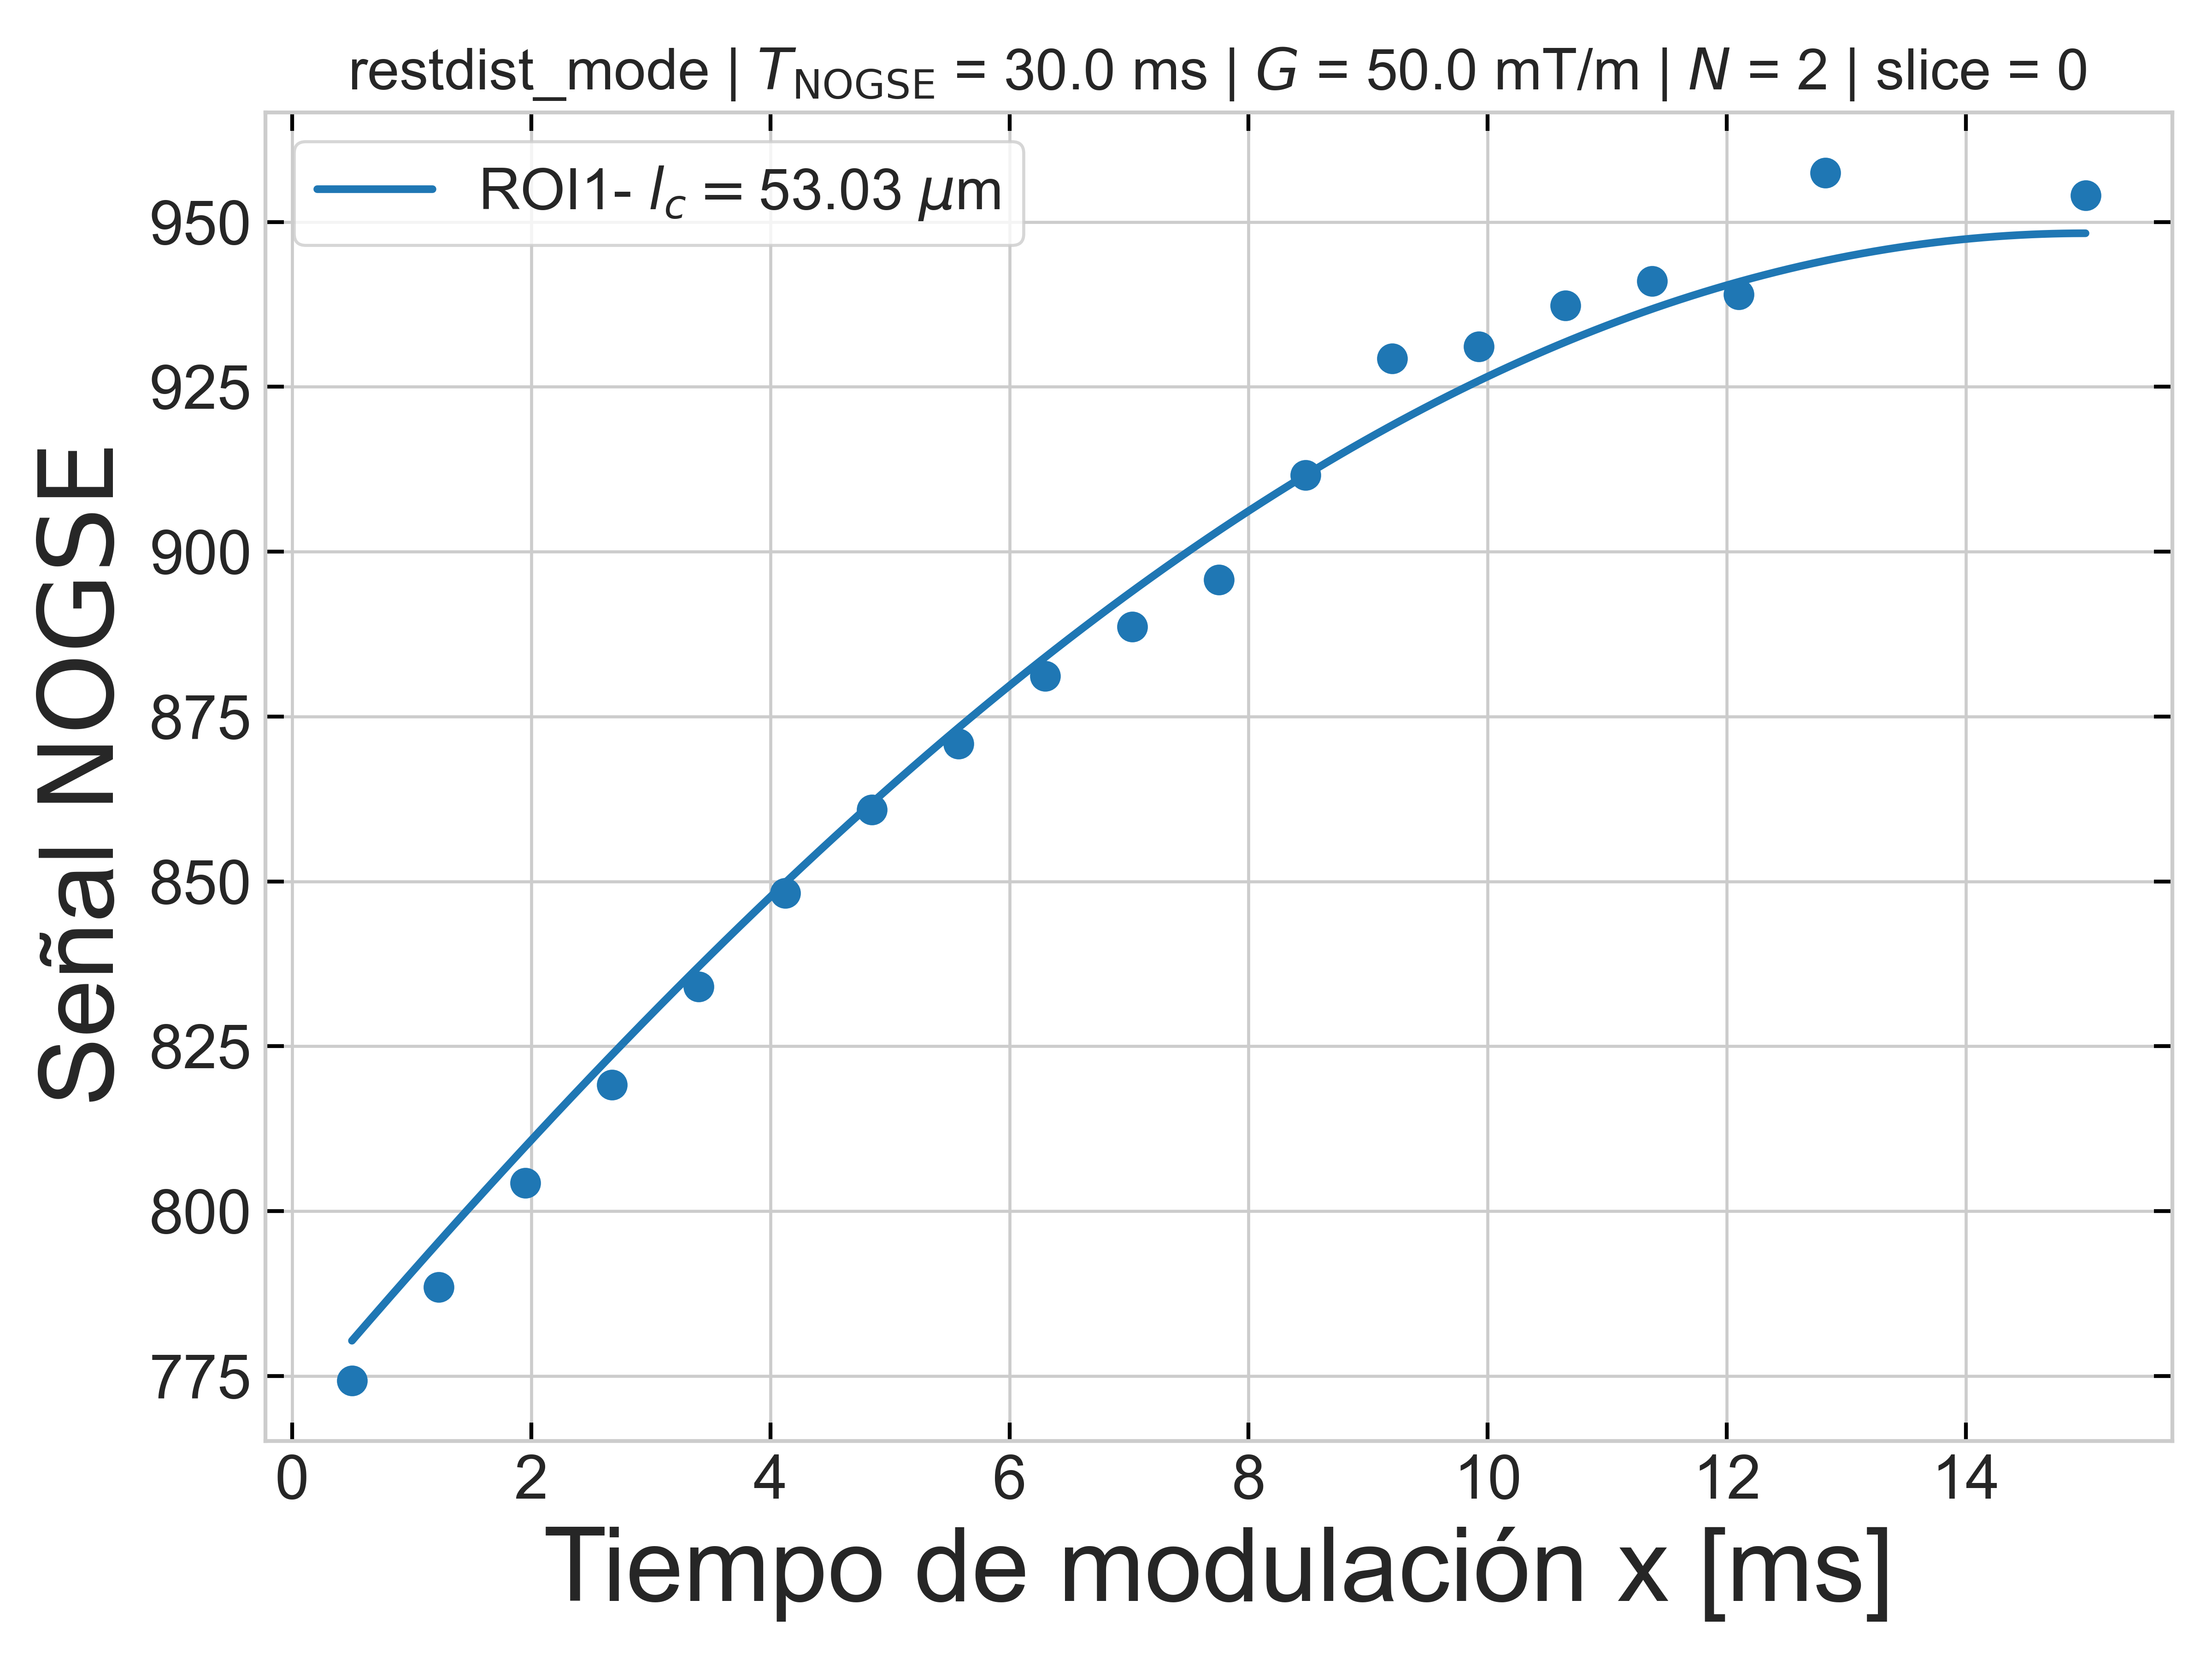 restdist_mode | T_NOGSE = 30.0 ms | G = 50.0 mT/m | N = 2 | slice = 0
ROI1- l_c = 53.03 μm
950
925
900
875
850
825
800
775
Señal NOGSE
0 2 4 6 8 10 12 14
Tiempo de modulación x [ms]